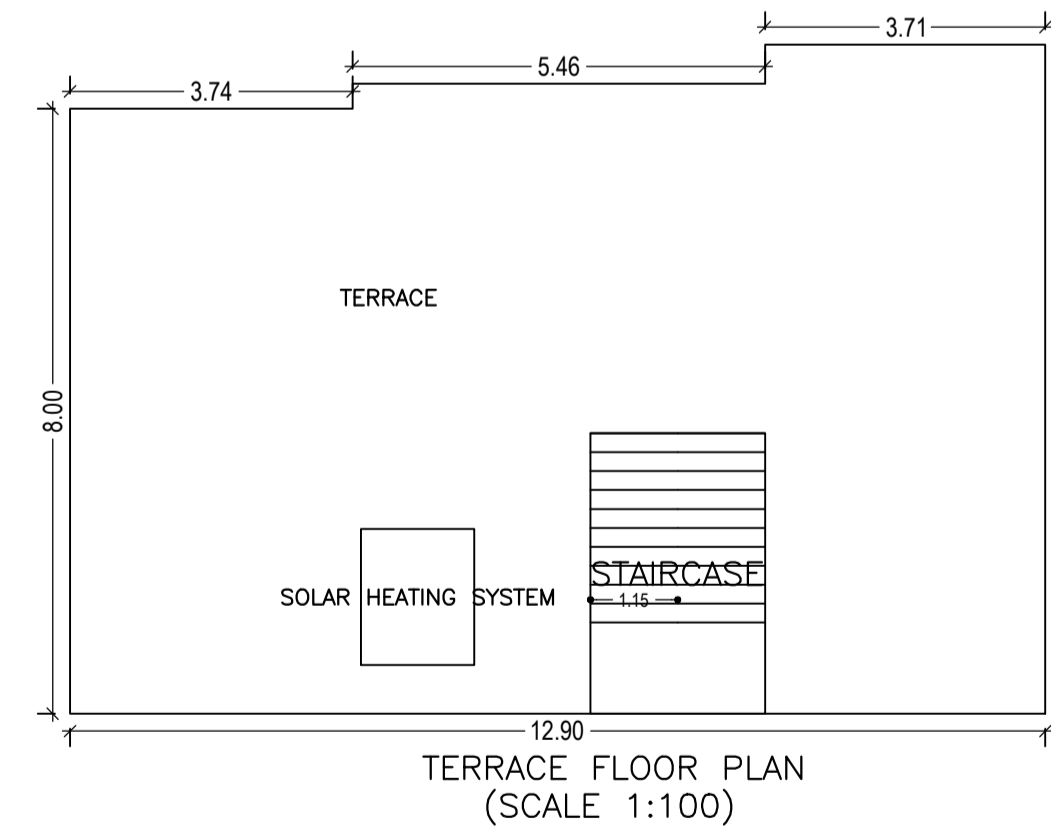 3.71
5.46
3.74
TERRACE
8.00
STAIRCASE
SOLAR HEATING SYSTEM
1.15
12.90
TERRACE FLOOR PLAN
(SCALE 1:100)